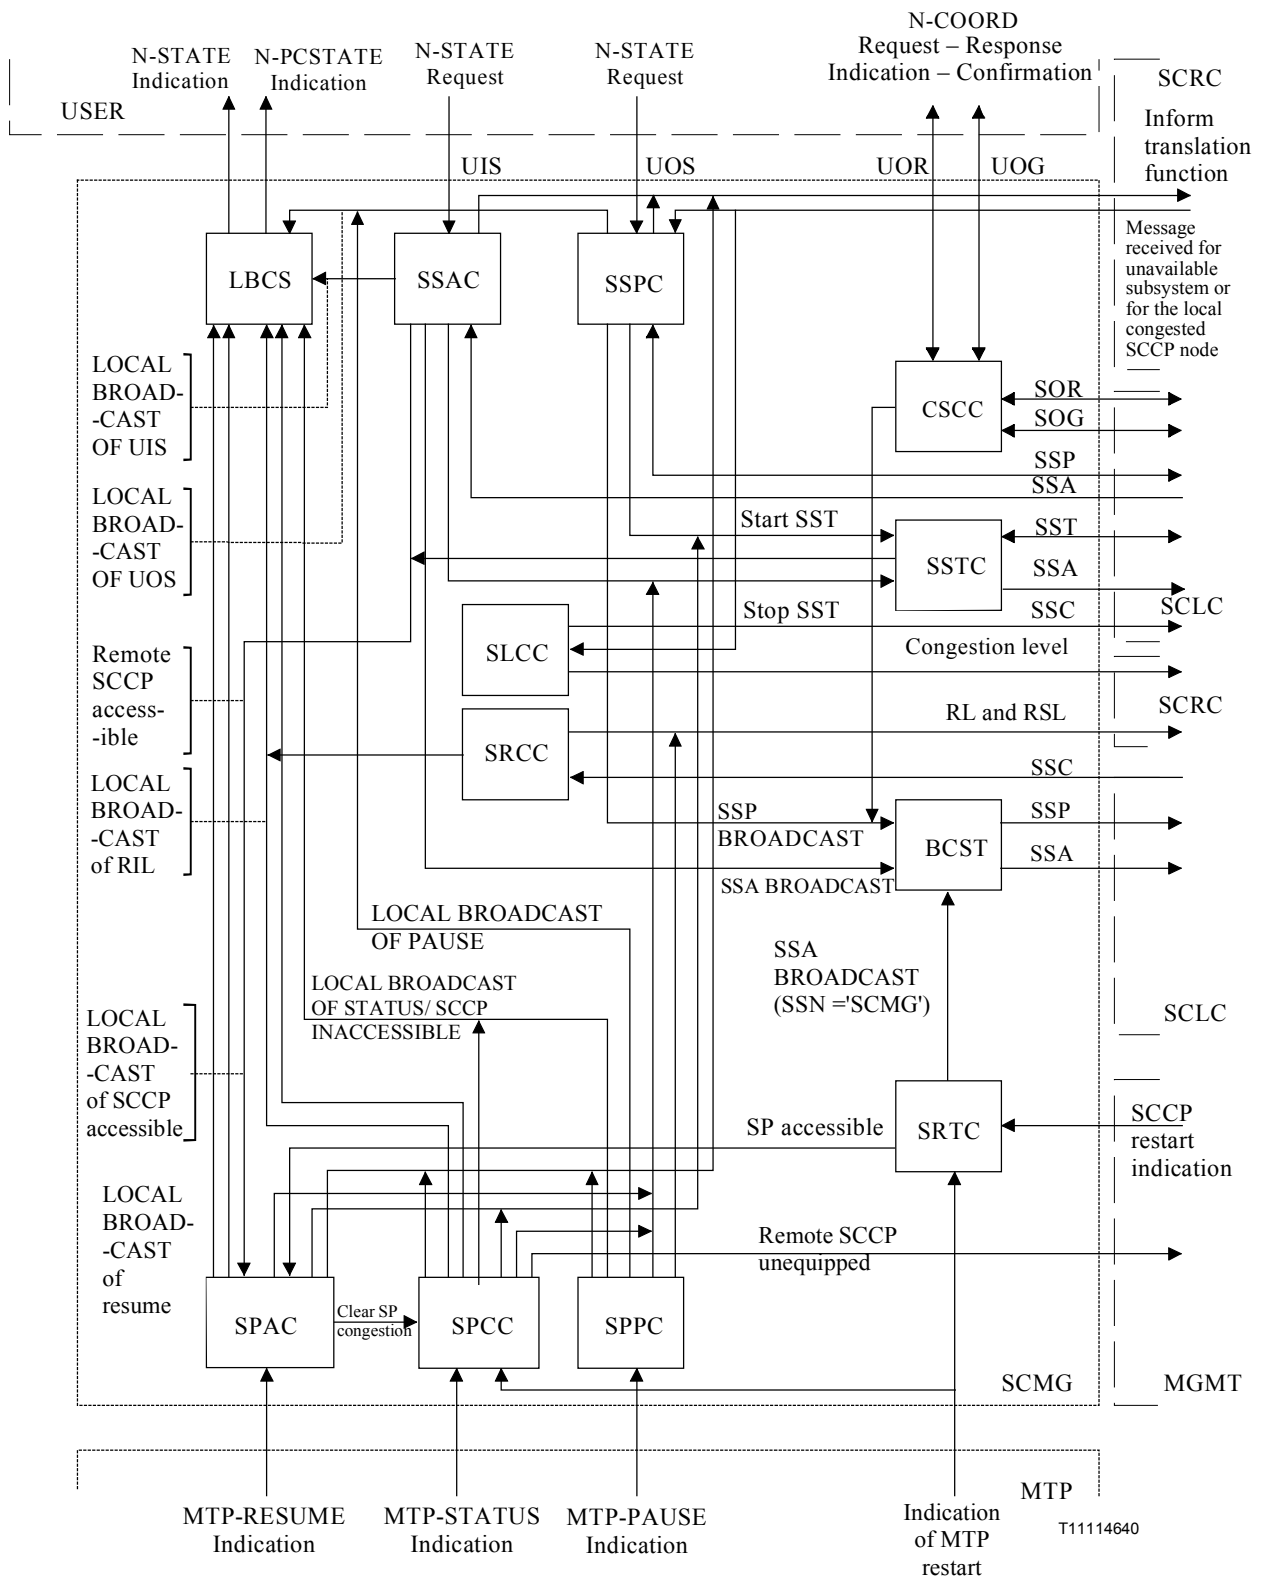 N-COORD
Request – Response
Indication – Confirmation
N-STATE
Indication
N-PCSTATE
Indication
N-STATE
Request
N-STATE
Request
SCRC
USER
Inform
translation
function
UIS
UOS
UOR
UOG
Message
received for
unavailable
subsystem or
for the local
congested
SCCP node
LBCS
SSAC
SSPC
LOCAL
BROAD-
-CAST
OF UIS
CSCC
SOR
SOG
SSP
SSA
LOCAL
BROAD-
-CAST
OF UOS
Start SST
SSTC
SST
SSA
Stop SST
SSC
SCLC
SLCC
Congestion level
Remote
SCCP
access-
-ible
RL and RSL
SCRC
SRCC
SSC
LOCAL
BROAD-
-CAST
of RIL
SSP
BROADCAST
BCST
SSP
SSA
SSA BROADCAST
LOCAL BROADCAST
OF PAUSE
SSA
BROADCAST
(SSN ='SCMG')
LOCAL BROADCAST
OF STATUS/ SCCP
INACCESSIBLE
SCLC
LOCAL
BROAD-
-CAST
of SCCP
accessible
SP accessible
SRTC
SCCP
restart
indication
LOCAL
BROAD-
-CAST
of
resume
Remote SCCP
unequipped
SPAC
Clear SP
congestion
SPCC
SPPC
SCMG
MGMT
MTP
MTP-RESUME
Indication
MTP-STATUS
Indication
MTP-PAUSE
Indication
Indication
of MTP
restart
T11114640